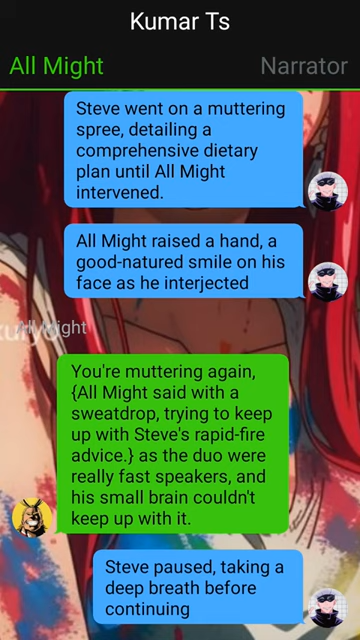 Kumar Ts
All Might
Narrator
Steve went on a muttering
spree, detailing a
comprehensive dietary
plan until All Might
intervened.
All Might raised a hand, a
good-natured smile on his
face as he interjected
All Might
You're muttering again,
{All Might said with a
sweatdrop, trying to keep
up with Steve's rapid-fire
advice.} as the duo were
really fast speakers, and
his small brain couldn't
keep up with it.
Steve paused, taking a
deep breath before
continuing